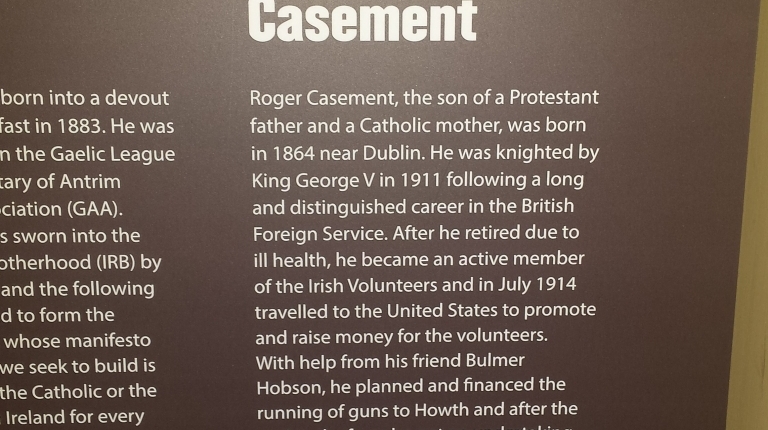 Casement
born into a devout
fast in 1883. He was
n the Gaelic League
tary of Antrim
ciation (GAA).
s sworn into the
otherhood (IRB) by
and the following
d to form the
whose manifesto
we seek to build is
the Catholic or the
Ireland for every
Roger Casement, the son of a Protestant
father and a Catholic mother, was born
in 1864 near Dublin. He was knighted by
King George V in 1911 following a long
and distinguished career in the British
Foreign Service. After he retired due to
ill health, he became an active member
of the Irish Volunteers and in July 1914
travelled to the United States to promote
and raise money for the volunteers.
With help from his friend Bulmer
Hobson, he planned and financed the
running of guns to Howth and after the